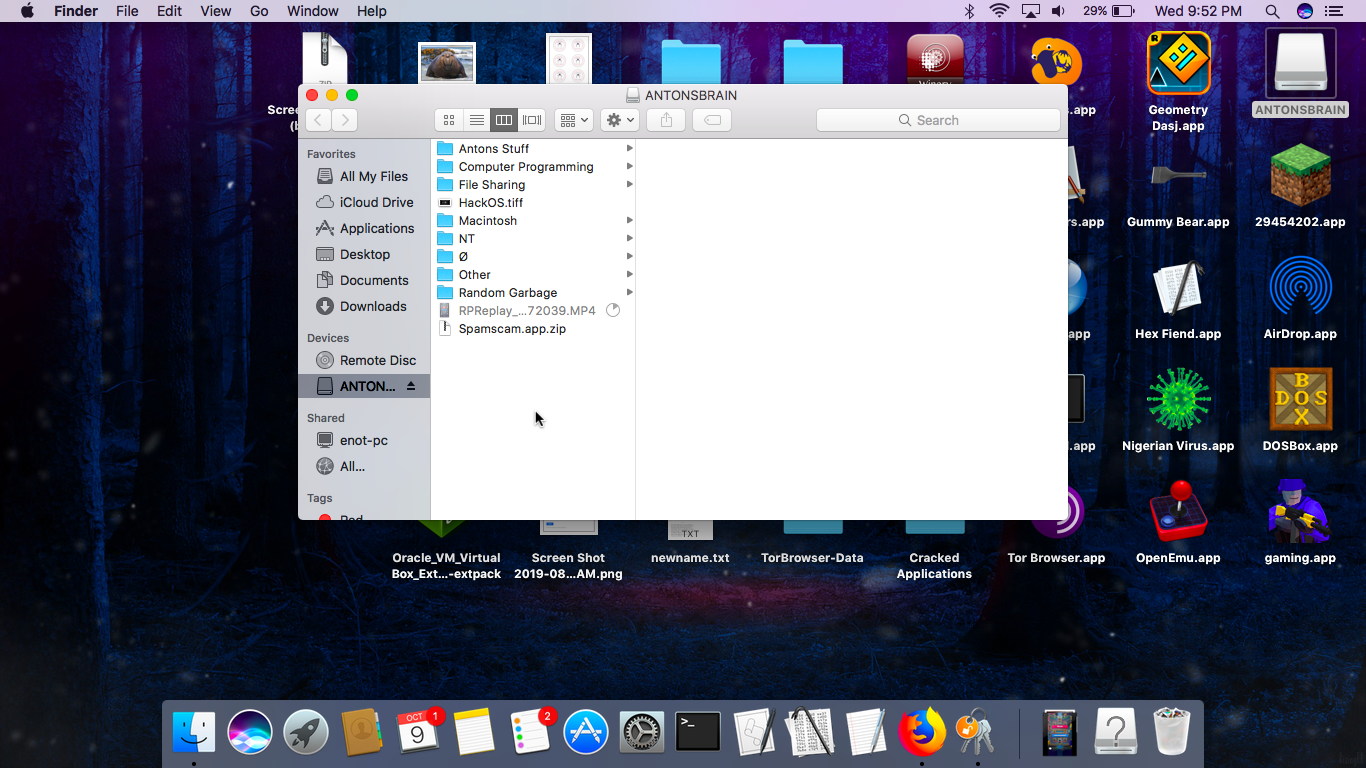 Finder File Edit View Go Window Help 29% Wed 9:52 PM
ZIP
Scree
(b
Winery
s.app
R
Geometry
Dasj.app
ANTONSBRAIN
ANTONSBRAIN
Search
Favorites
All My Files
iCloud Drive
Applications
Desktop
Documents
Downloads
Devices
Remote Disc
ANTON...
Shared
enot-pc
All...
Tags
Red
Antons Stuff
Computer Programming
File Sharing
HackOS.tiff
Macintosh
NT
Ø
Other
Random Garbage
RPReplay_...72039.MP4
Spamscam.app.zip
rs.app
Gummy Bear.app
29454202.app
.app
Hex Fiend.app
AirDrop.app
l.app
Nigerian Virus.app
BOX
DOS
DOSBox.app
TXT
Oracle_VM_Virtual
Box_Ext...-extpack
Screen Shot
2019-08...AM.png
newname.txt
TorBrowser-Data
Cracked
Applications
Tor Browser.app
OpenEmu.app
gaming.app
OCT
9
1
2
>_
?